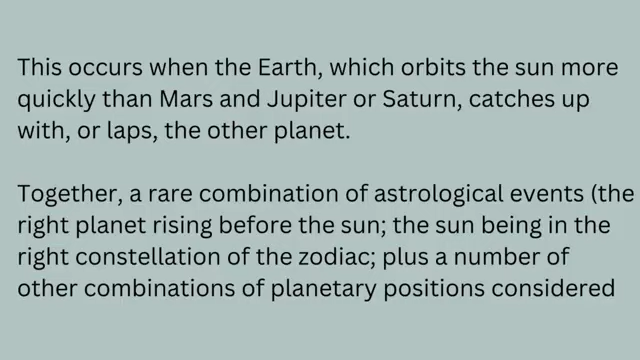 This occurs when the Earth, which orbits the sun more
quickly than Mars and Jupiter or Saturn, catches up
with, or laps, the other planet.
Together, a rare combination of astrological events (the
right planet rising before the sun; the sun being in the
right constellation of the zodiac; plus a number of
other combinations of planetary positions considered